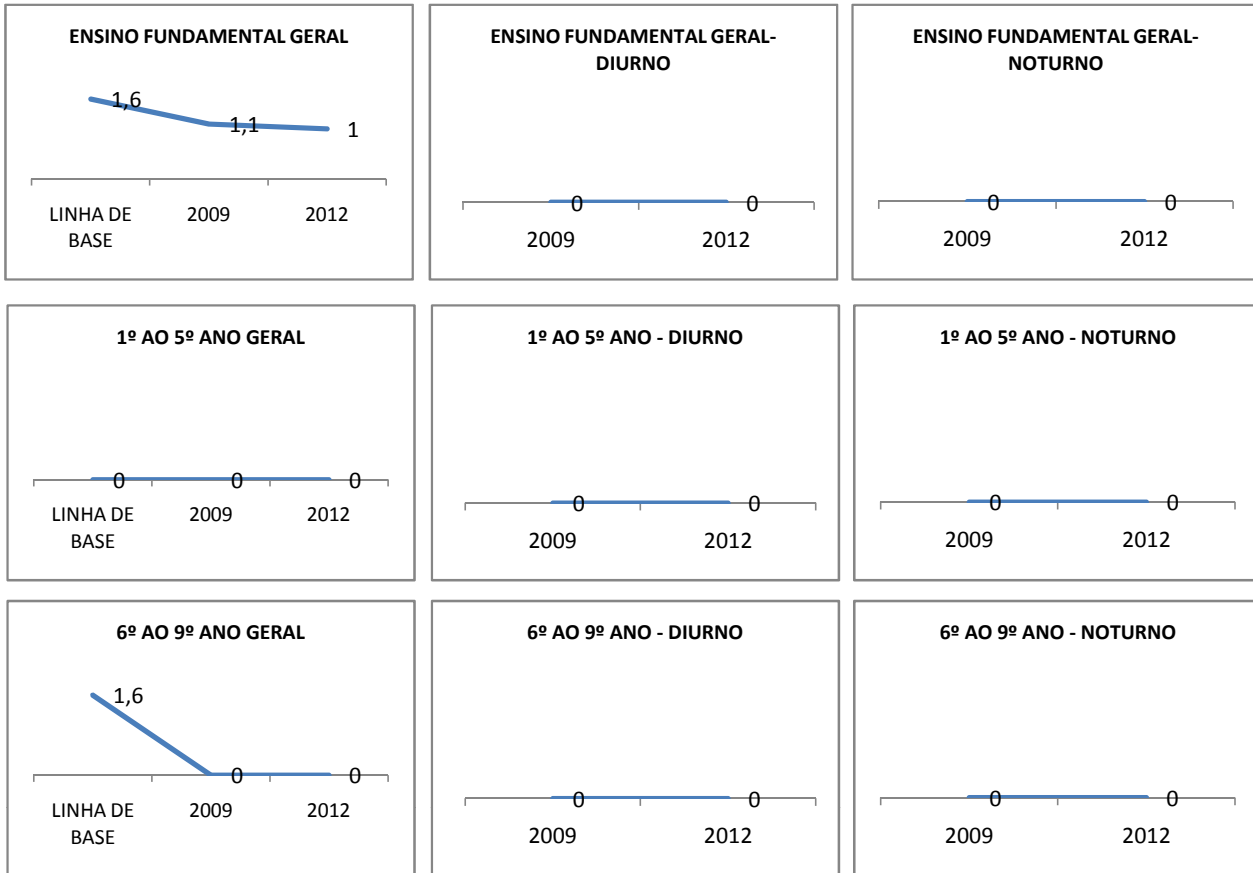 ENSINO FUNDAMENTAL GERAL
1,6
1,1
1
LINHA DE
BASE
2009
2012
ENSINO FUNDAMENTAL GERAL-
DIURNO
0
0
2009
2012
ENSINO FUNDAMENTAL GERAL-
NOTURNO
0
0
2009
2012
1º AO 5º ANO GERAL
0
0
0
LINHA DE
BASE
2009
2012
1º AO 5º ANO - DIURNO
0
0
2009
2012
1º AO 5º ANO - NOTURNO
0
0
2009
2012
6º AO 9º ANO GERAL
1,6
0
0
LINHA DE
BASE
2009
2012
6º AO 9º ANO - DIURNO
0
0
2009
2012
6º AO 9º ANO - NOTURNO
0
0
2009
2012